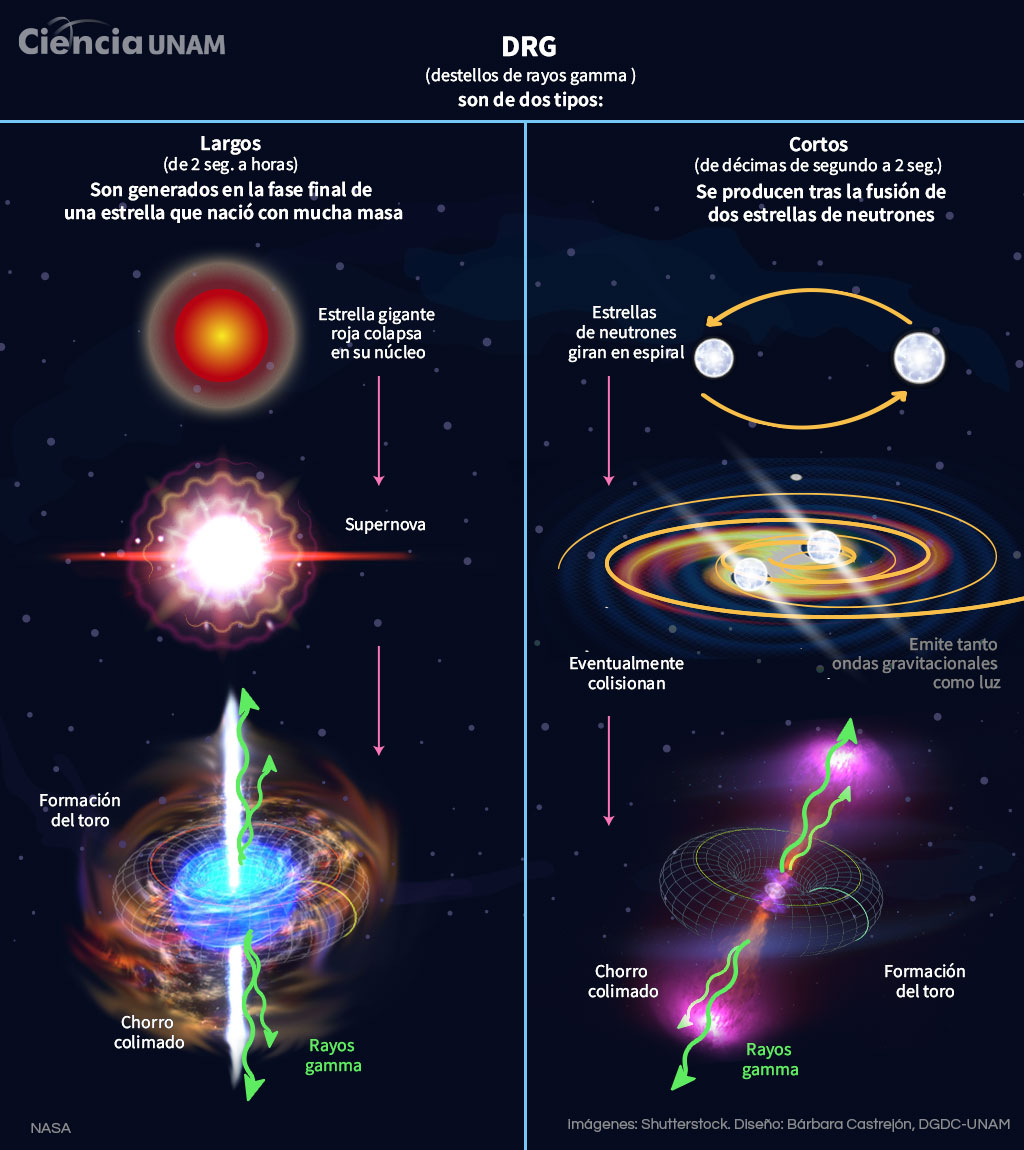 Ciencia UNAM
DRG
(destellos de rayos gamma )
son de dos tipos:
Largos
(de 2 seg. a horas)
Son generados en la fase final de
una estrella que nació con mucha masa
Estrella gigante
roja colapsa
en su núcleo
Supernova
Formación
del toro
Chorro
colimado
Rayos
gamma
NASA
Cortos
(de décimas de segundo a 2 seg.)
Se producen tras la fusión de
dos estrellas de neutrones
Estrellas
de neutrones
giran en espiral
Eventualmente
colisionan
Emite tanto
ondas gravitacionales
como luz
Chorro
colimado
Formación
del toro
Rayos
gamma
Imágenes: Shutterstock. Diseño: Bárbara Castrejón, DGDC-UNAM